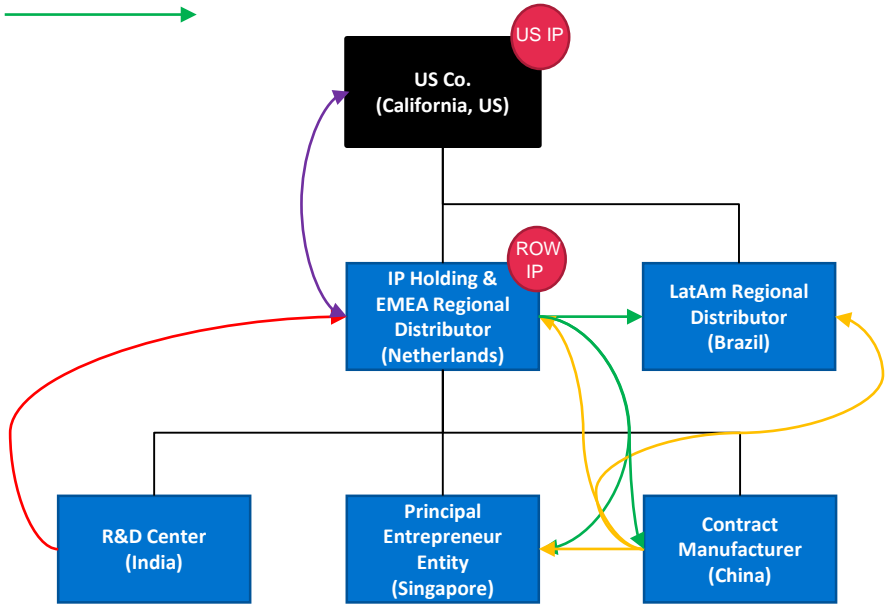 US IP
US Co.
(California, US)
ROW
IP
IP Holding &
EMEA Regional
Distributor
(Netherlands)
LatAm Regional
Distributor
(Brazil)
R&D Center
(India)
Principal
Entrepreneur
Entity
(Singapore)
Contract
Manufacturer
(China)